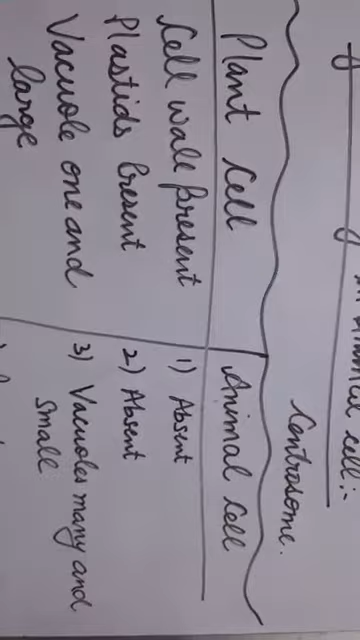 animal cell:-
Centrosome.
Plant Cell
Animal Cell
Cell wall present
1) Absent
Plastids Present
2) Absent
Vacuole one and
large
3) Vacuoles many and
small